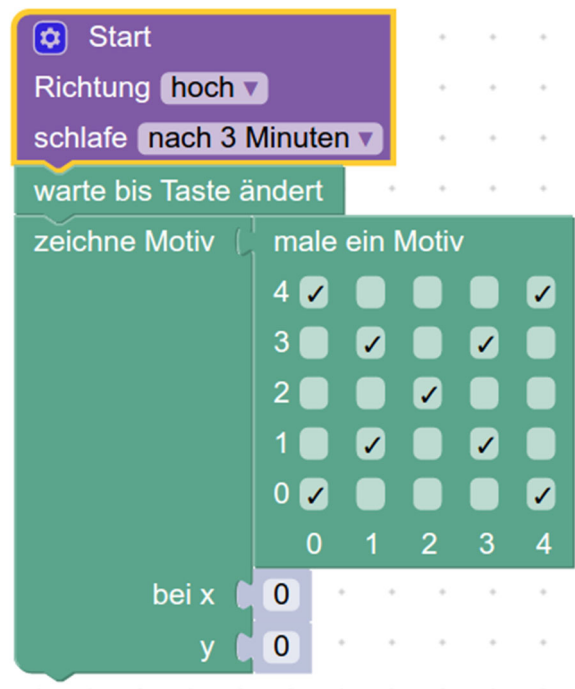 Start
Richtung hoch ▼
schlafe nach 3 Minuten ▼
warte bis Taste ändert
zeichne Motiv male ein Motiv
4 ✓ ✓
3 ✓ ✓
2 ✓
1 ✓ ✓
0 ✓ ✓
0 1 2 3 4
bei x 0
y 0